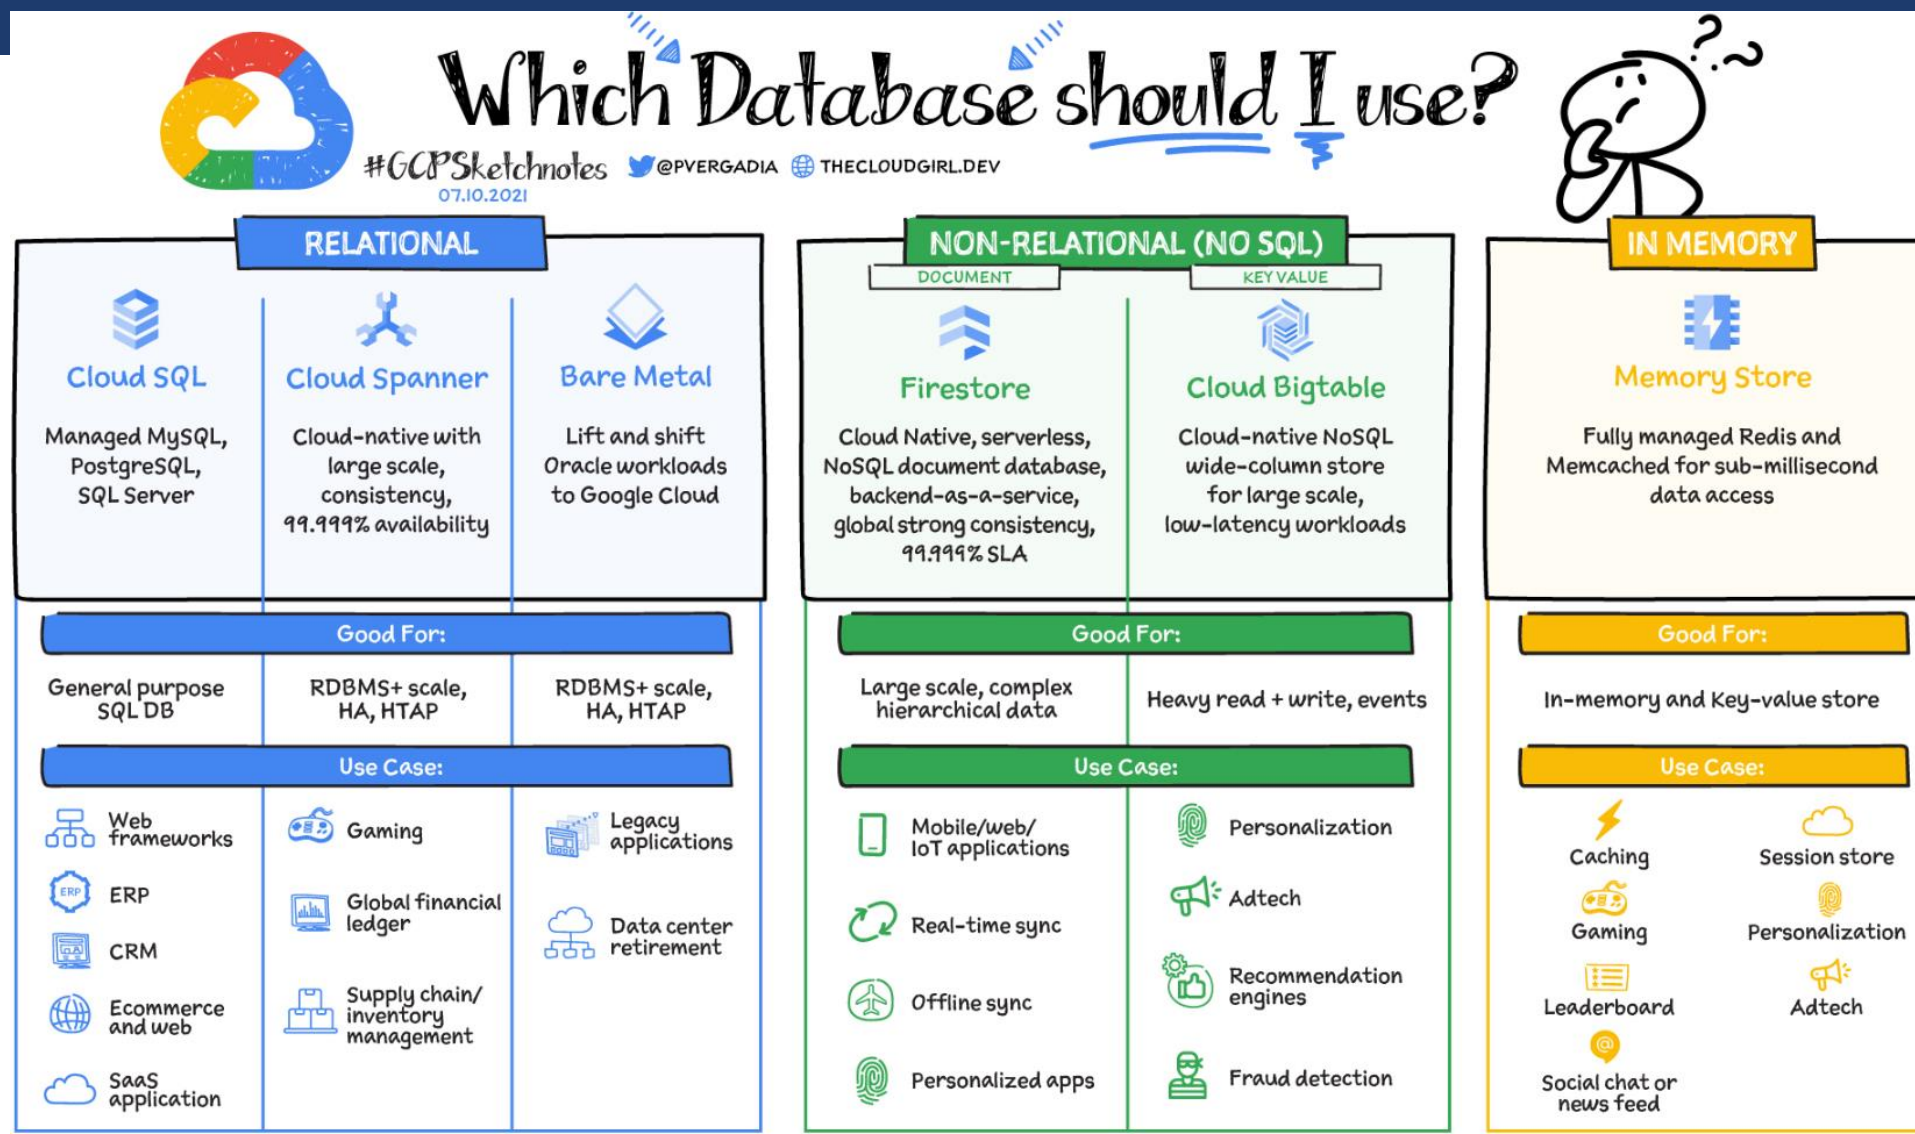 Which Database should I use?
#GCPSketchnotes @PVERGADIA THECLOUDGIRL.DEV
07.10.2021
RELATIONAL
Cloud SQL
Managed MySQL,
PostgreSQL,
SQL Server
Cloud Spanner
Cloud-native with
large scale,
consistency,
99.999% availability
Bare Metal
Lift and shift
Oracle workloads
to Google Cloud
Good For:
General purpose
SQL DB
RDBMS+ scale,
HA, HTAP
RDBMS+ scale,
HA, HTAP
Use Case:
Web
frameworks
ERP
ERP
CRM
Ecommerce
and web
SaaS
application
Gaming
Global financial
ledger
Supply chain/
inventory
management
Legacy
applications
Data center
retirement
NON-RELATIONAL (NO SQL)
DOCUMENT
KEY VALUE
Firestore
Cloud Native, serverless,
NoSQL document database,
backend-as-a-service,
global strong consistency,
99.999% SLA
Cloud Bigtable
Cloud-native NoSQL
wide-column store
for large scale,
low-latency workloads
Good For:
Large scale, complex
hierarchical data
Heavy read + write, events
Use Case:
Mobile/web/
IoT applications
Real-time sync
Offline sync
Personalized apps
Personalization
Adtech
Recommendation
engines
Fraud detection
IN MEMORY
Memory Store
Fully managed Redis and
Memcached for sub-millisecond
data access
Good For:
In-memory and Key-value store
Use Case:
Caching
Session store
Gaming
Personalization
Leaderboard
Adtech
@
Social chat or
news feed